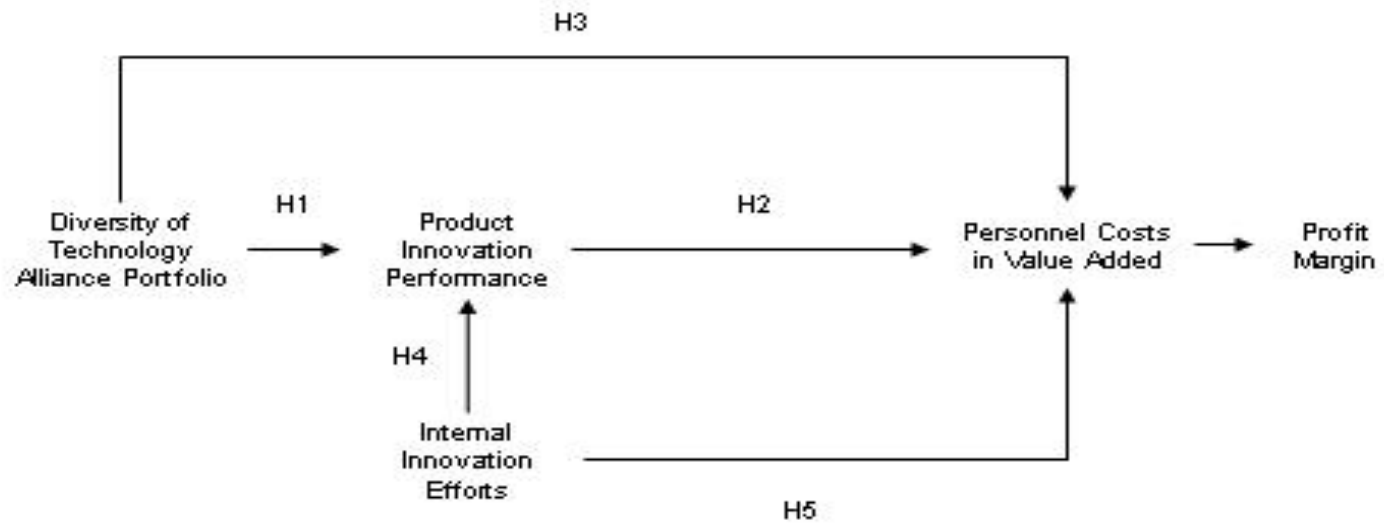 H3
H1
H2
Diversity of
Technology
Alliance Portfolio
Product
Innovation
Performance
Personnel Costs
in Value Added
Profit
Margin
H4
Internal
Innovation
Efforts
H5